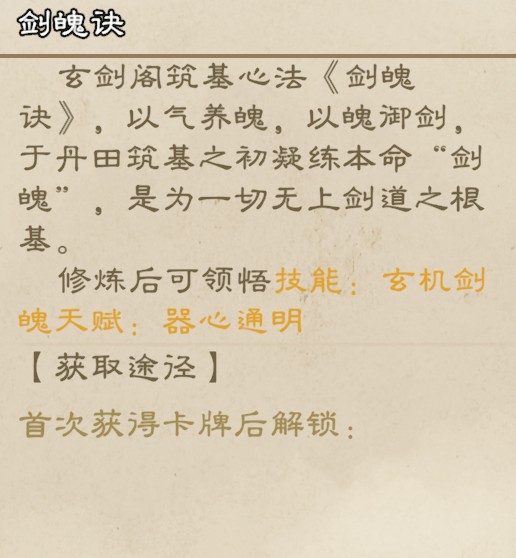 剑魄诀
玄剑阁筑基心法《剑魄
诀》，以气养魄，以魄御剑，
于丹田筑基之初凝练本命“剑
魄”，是为一切无上剑道之根
基。
修炼后可领悟技能：玄机剑
魄天赋：器心通明
【获取途径】
首次获得卡牌后解锁：